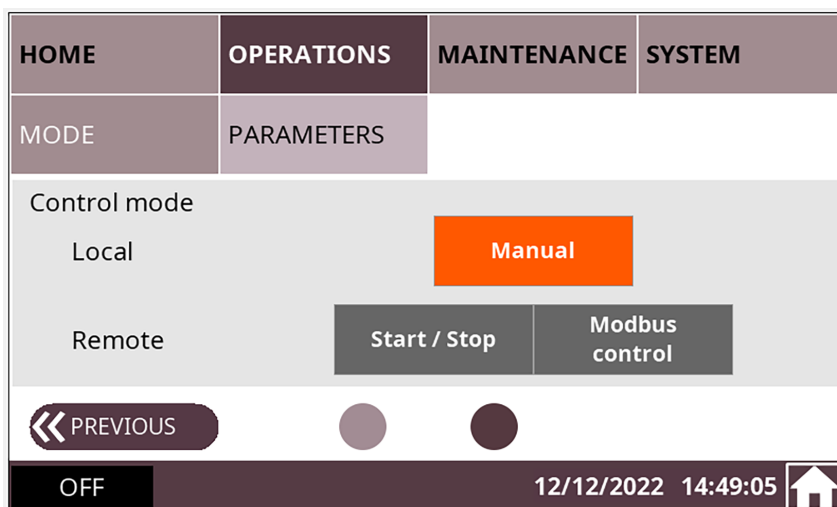 HOME OPERATIONS MAINTENANCE SYSTEM
MODE PARAMETERS
Control mode
Local Manual
Remote Start / Stop Modbus control
PREVIOUS
OFF 12/12/2022 14:49:05